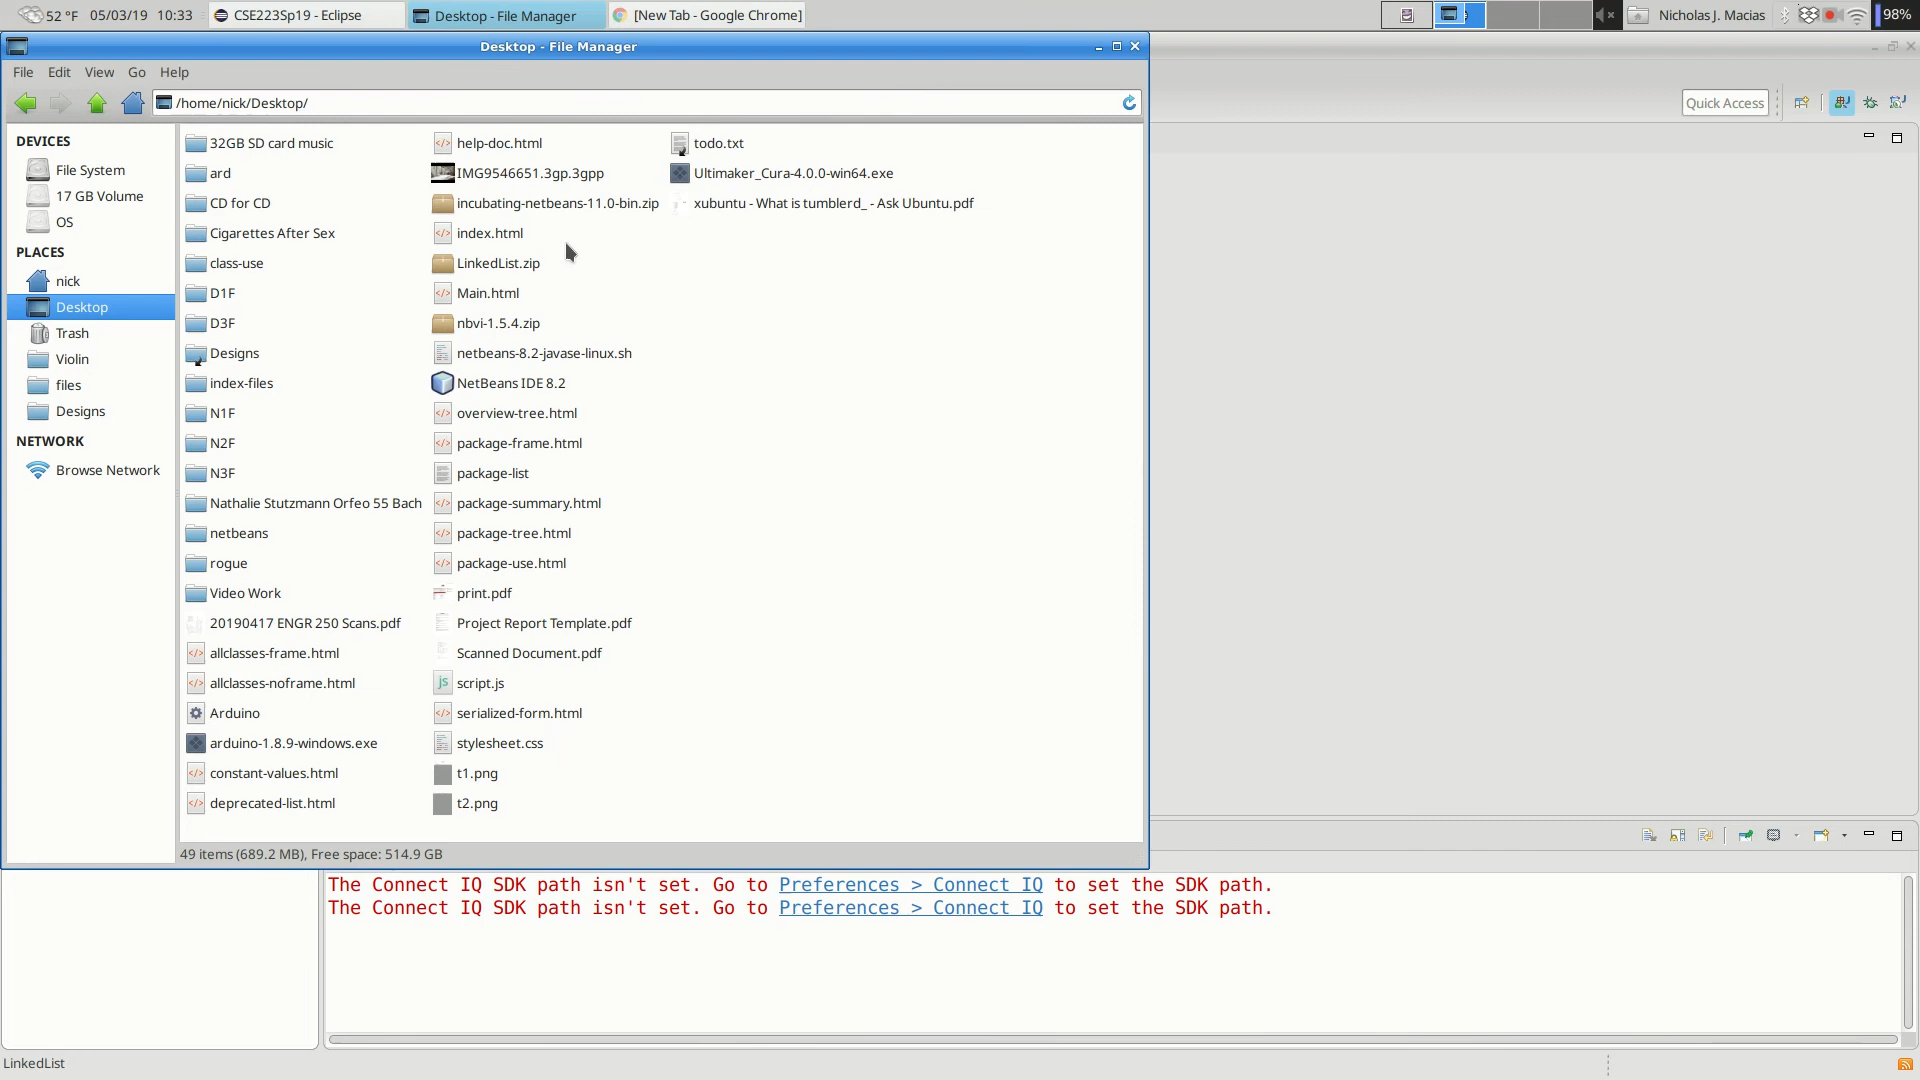 52 °F 05/03/19 10:33 CSE223Sp19 - Eclipse Desktop - File Manager [New Tab - Google Chrome] Nicholas J. Macias 98%
Desktop - File Manager
File Edit View Go Help
/home/nick/Desktop/
Quick Access
DEVICES
File System
17 GB Volume
OS
PLACES
nick
Desktop
Trash
Violin
files
Designs
NETWORK
Browse Network
32GB SD card music
ard
CD for CD
Cigarettes After Sex
class-use
D1F
D3F
Designs
index-files
N1F
N2F
N3F
Nathalie Stutzmann Orfeo 55 Bach
netbeans
rogue
Video Work
20190417 ENGR 250 Scans.pdf
allclasses-frame.html
allclasses-noframe.html
Arduino
arduino-1.8.9-windows.exe
constant-values.html
deprecated-list.html
help-doc.html
IMG9546651.3gp.3gpp
incubating-netbeans-11.0-bin.zip
index.html
LinkedList.zip
Main.html
nbvi-1.5.4.zip
netbeans-8.2-javase-linux.sh
NetBeans IDE 8.2
overview-tree.html
package-frame.html
package-list
package-summary.html
package-tree.html
package-use.html
print.pdf
Project Report Template.pdf
Scanned Document.pdf
js script.js
serialized-form.html
stylesheet.css
t1.png
t2.png
todo.txt
Ultimaker_Cura-4.0.0-win64.exe
xubuntu - What is tumblerd_ - Ask Ubuntu.pdf
49 items (689.2 MB), Free space: 514.9 GB
The Connect IQ SDK path isn't set. Go to Preferences > Connect IQ to set the SDK path.
The Connect IQ SDK path isn't set. Go to Preferences > Connect IQ to set the SDK path.
LinkedList